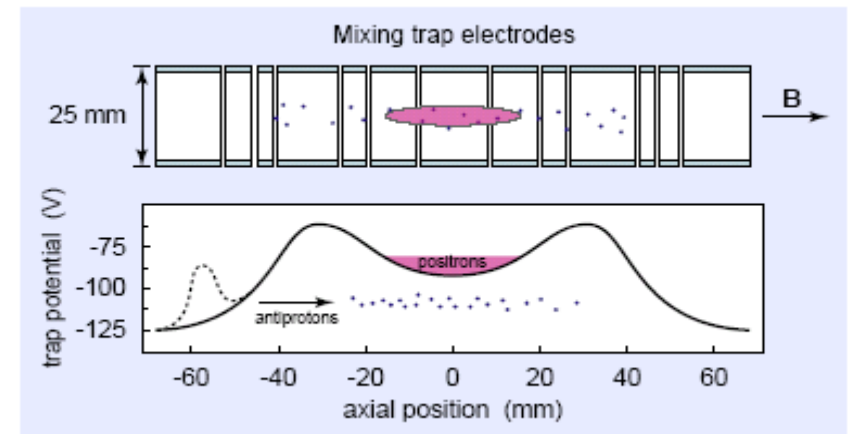 Mixing trap electrodes
25 mm
B
trap potential (V)
-75
-100
-125
positrons
antiprotons
-60 -40 -20 0 20 40 60
axial position (mm)